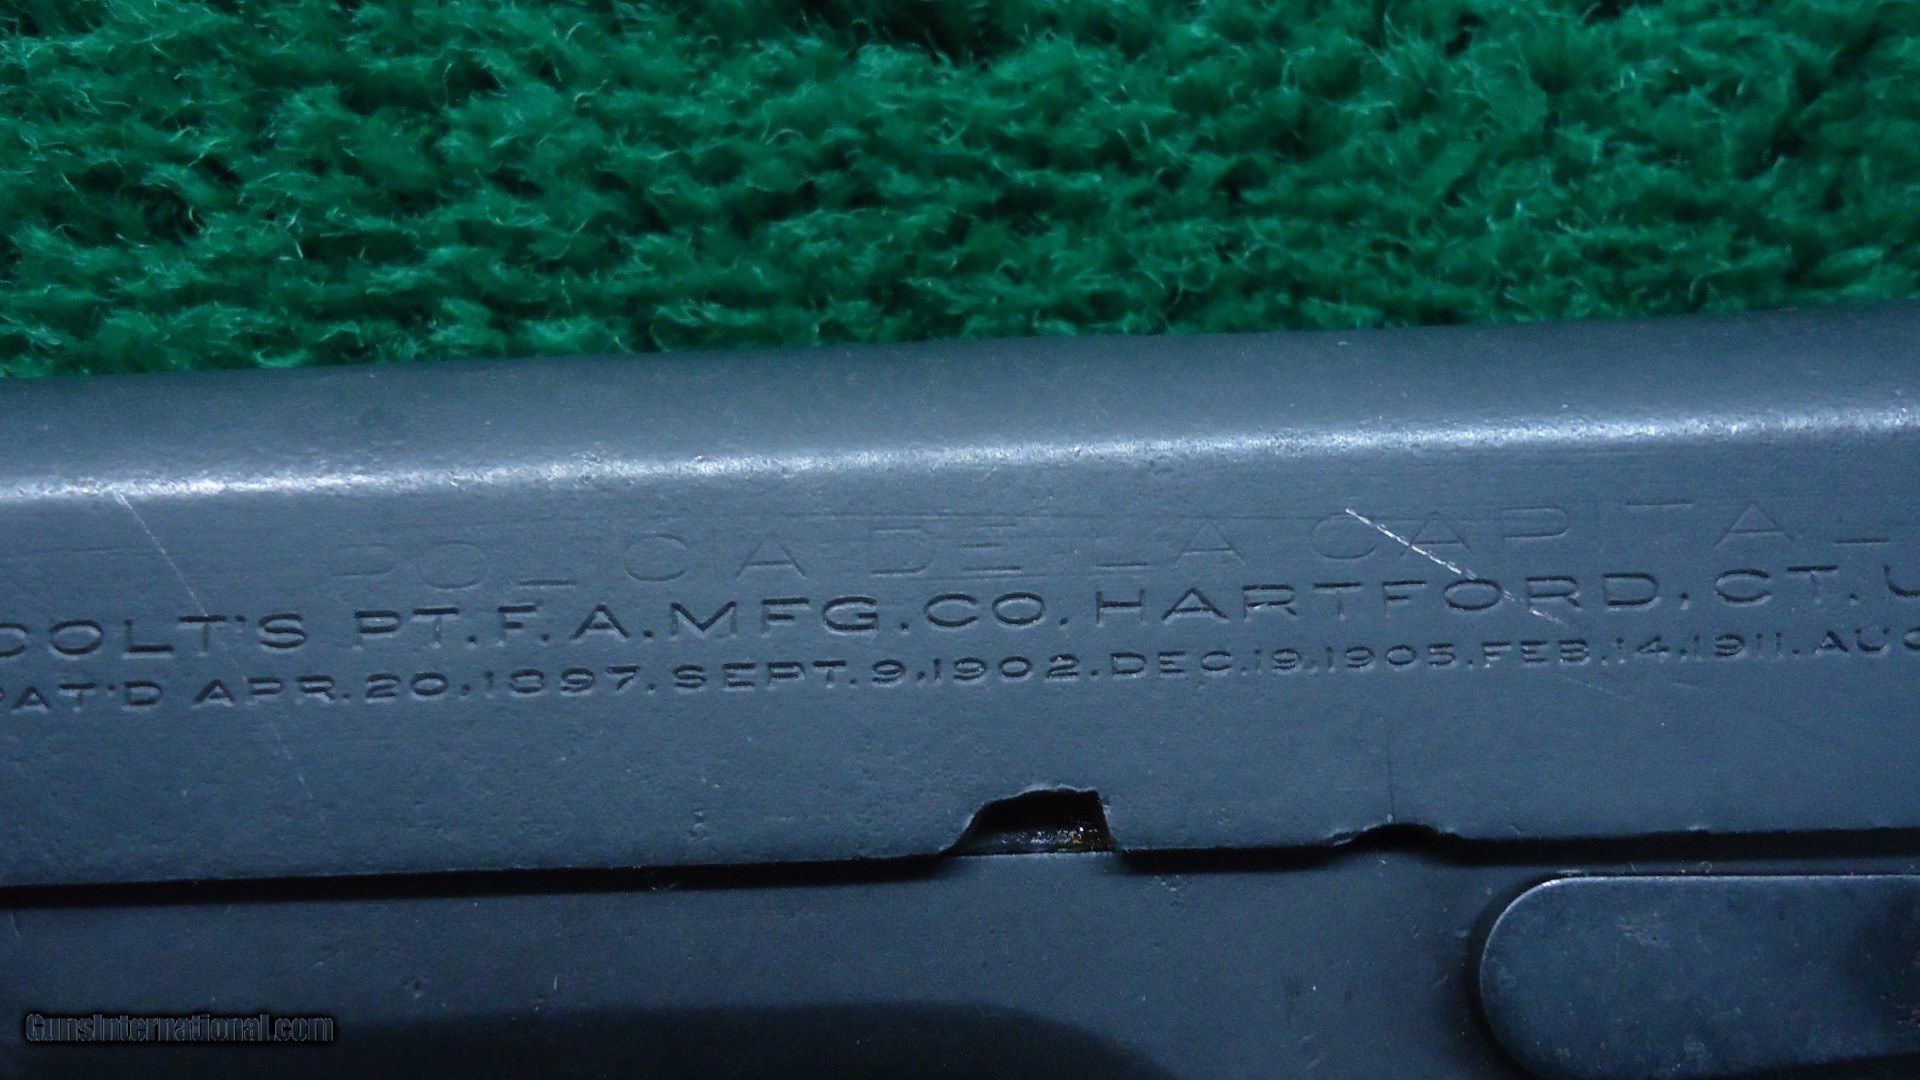 POLICIA DE LA CAPITAL
COLT'S PT. F. A. MFG. CO. HARTFORD, CT. U
PAT'D APR. 20, 1897. SEPT. 9, 1902. DEC. 19, 1905. FEB. 14, 1911. AUG
GunsInternational.com